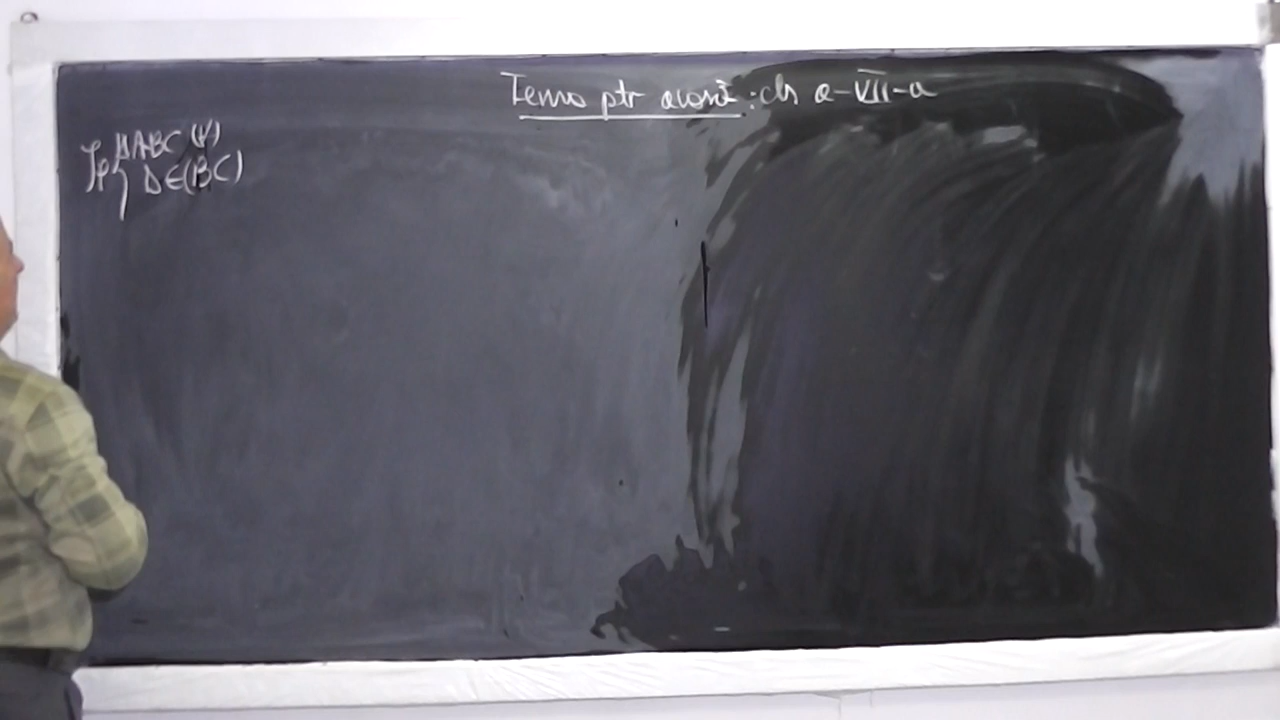 Tema ptr acasă: cls a-VII-a
Ip { ΔABC (∀)
D∈(BC)